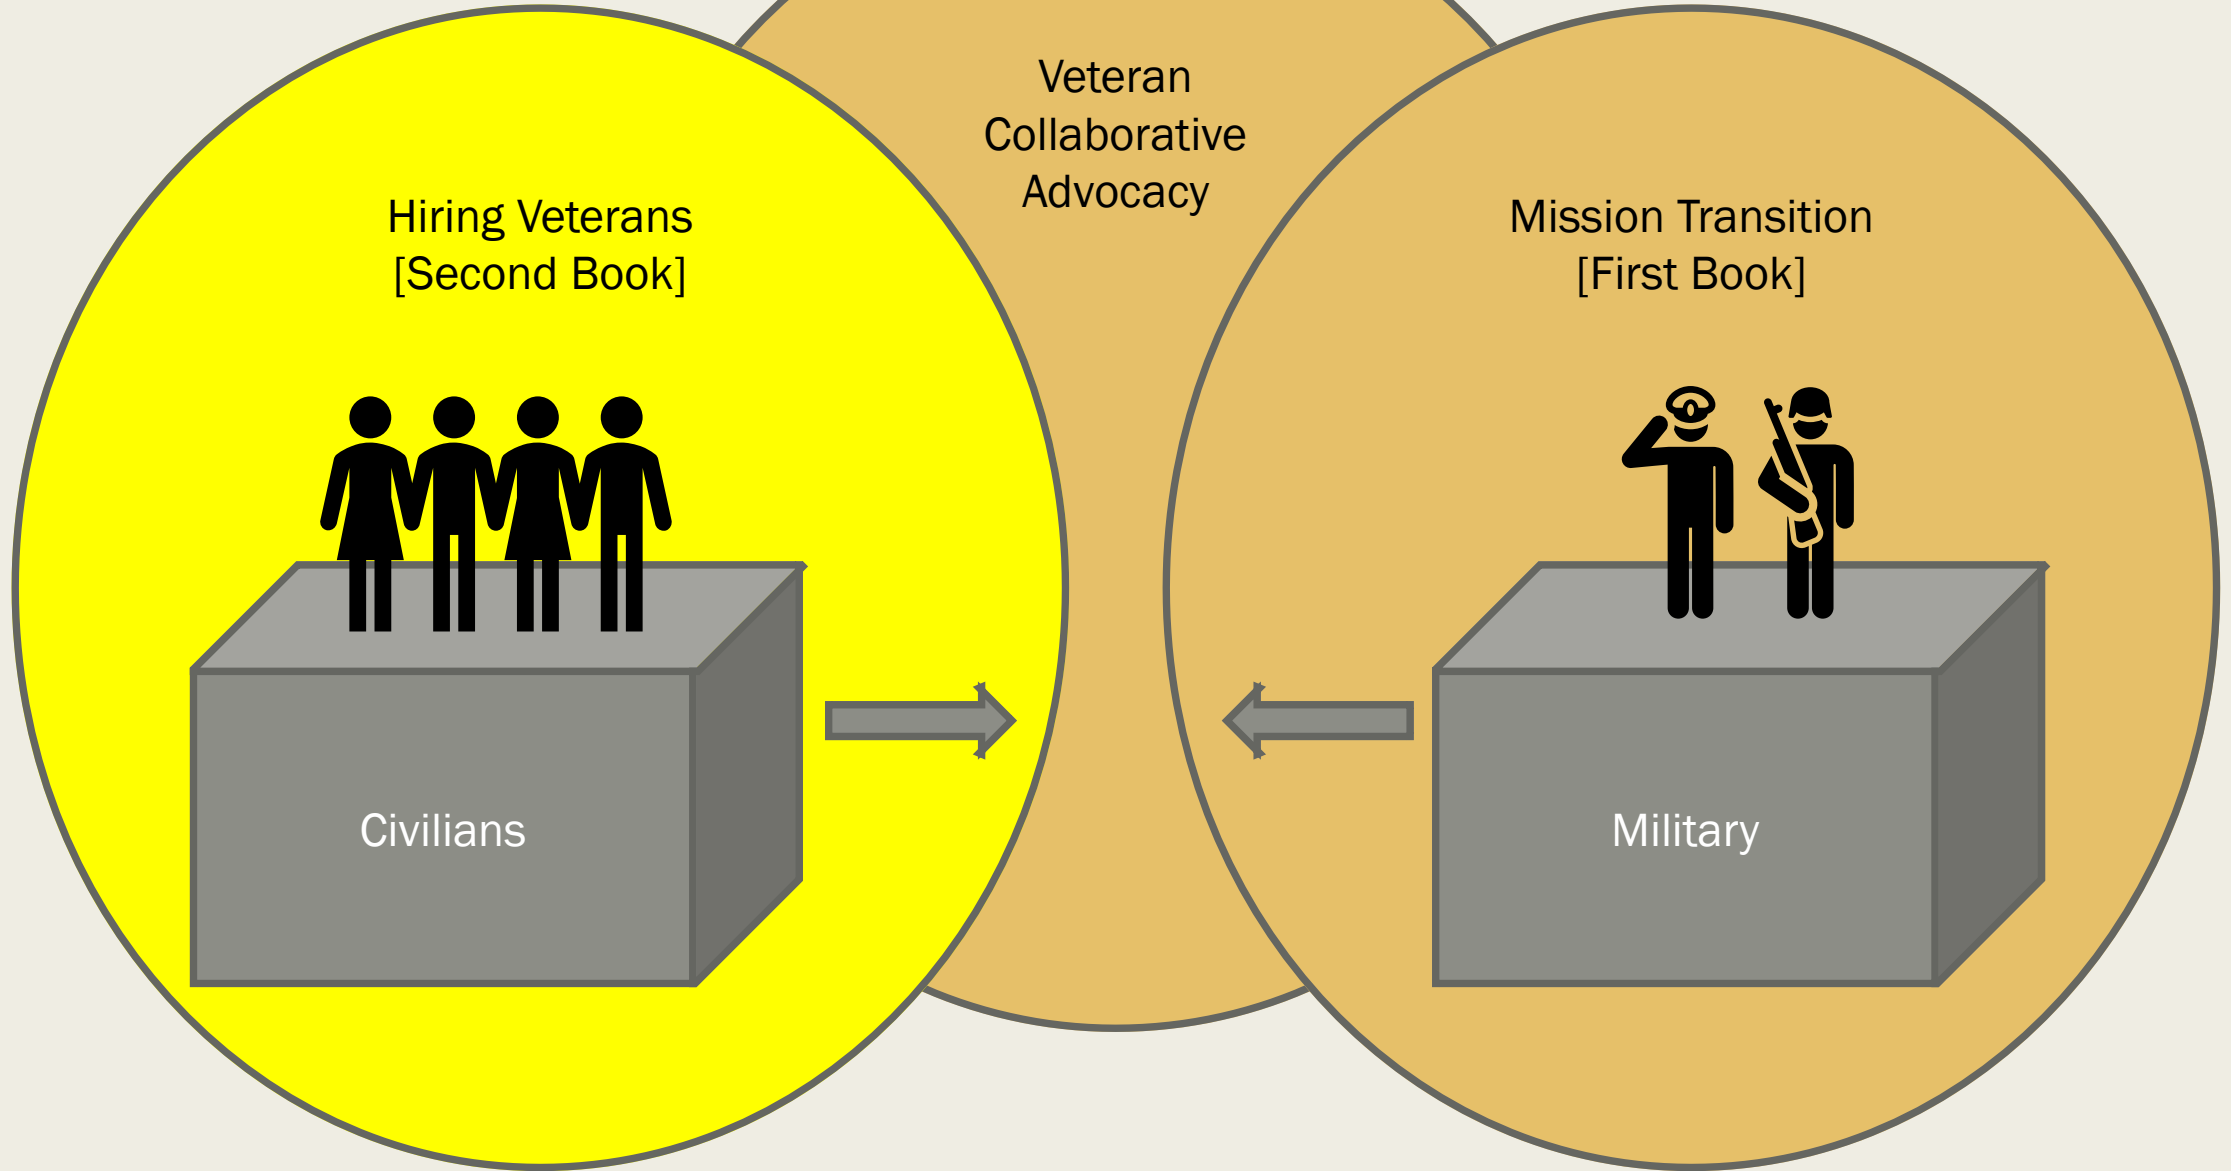 Veteran
Collaborative
Advocacy
Hiring Veterans
[Second Book]
Mission Transition
[First Book]
Civilians
Military